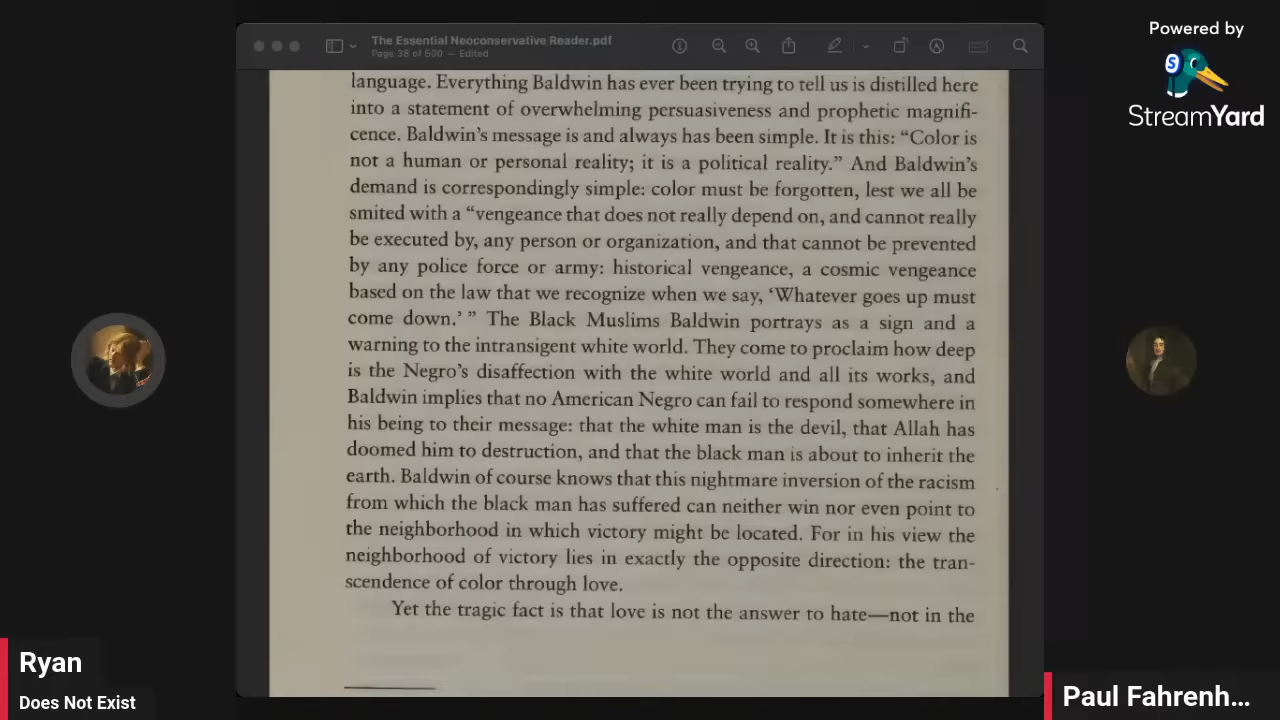 The Essential Neoconservative Reader.pdf
Page 38 of 600 — Edited
Powered by
S
StreamYard
language. Everything Baldwin has ever been trying to tell us is distilled here
into a statement of overwhelming persuasiveness and prophetic magnifi-
cence. Baldwin's message is and always has been simple. It is this: “Color is
not a human or personal reality; it is a political reality.” And Baldwin's
demand is correspondingly simple: color must be forgotten, lest we all be
smited with a “vengeance that does not really depend on, and cannot really
be executed by, any person or organization, and that cannot be prevented
by any police force or army: historical vengeance, a cosmic vengeance
based on the law that we recognize when we say, ‘Whatever goes up must
come down.’ ” The Black Muslims Baldwin portrays as a sign and a
warning to the intransigent white world. They come to proclaim how deep
is the Negro's disaffection with the white world and all its works, and
Baldwin implies that no American Negro can fail to respond somewhere in
his being to their message: that the white man is the devil, that Allah has
doomed him to destruction, and that the black man is about to inherit the
earth. Baldwin of course knows that this nightmare inversion of the racism
from which the black man has suffered can neither win nor even point to
the neighborhood in which victory might be located. For in his view the
neighborhood of victory lies in exactly the opposite direction: the tran-
scendence of color through love.
Yet the tragic fact is that love is not the answer to hate—not in the
Ryan
Does Not Exist
Paul Fahrenh...